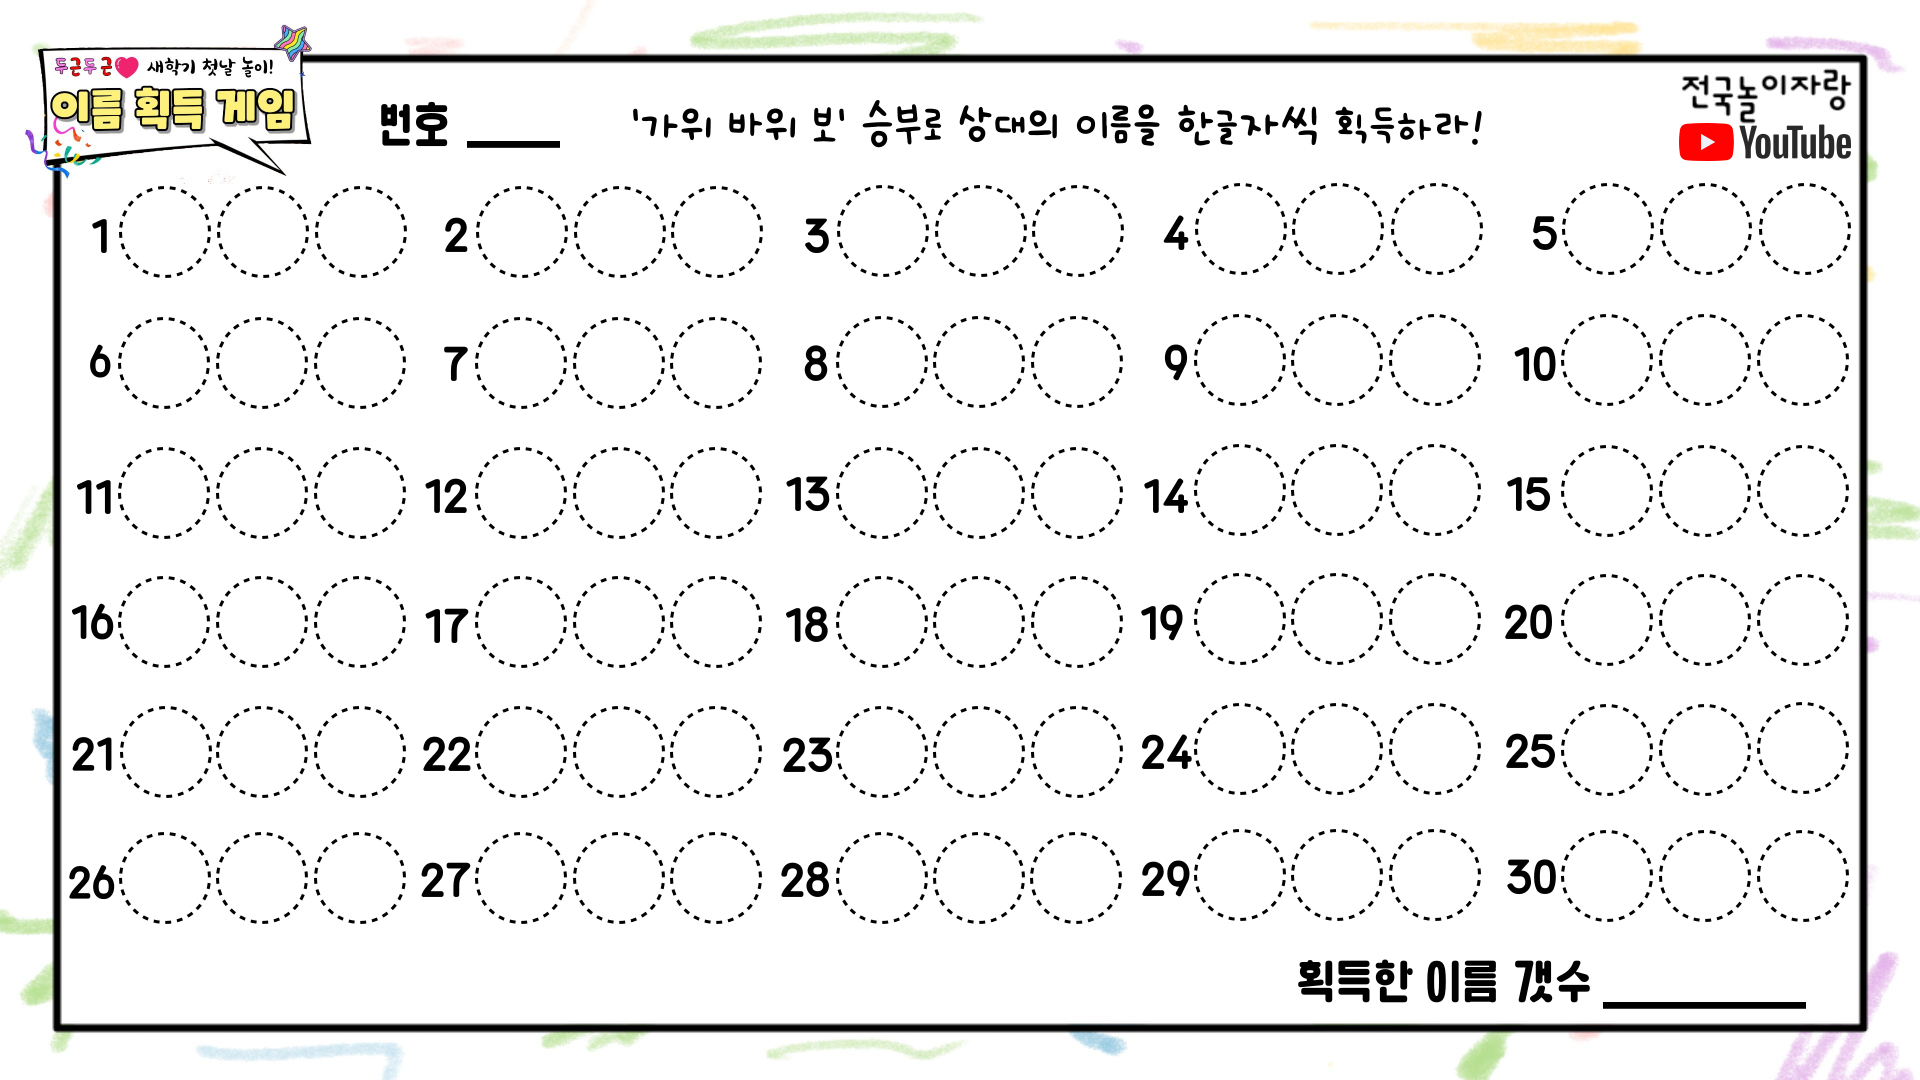 두근두근 새학기 첫날 놀이!
이름 획득 게임
번호 ____
'가위 바위 보' 승부로 상대의 이름을 한글자씩 획득하라!
전국놀이자랑
YouTube
1 2 3 4 5
6 7 8 9 10
11 12 13 14 15
16 17 18 19 20
21 22 23 24 25
26 27 28 29 30
획득한 이름 갯수 ________